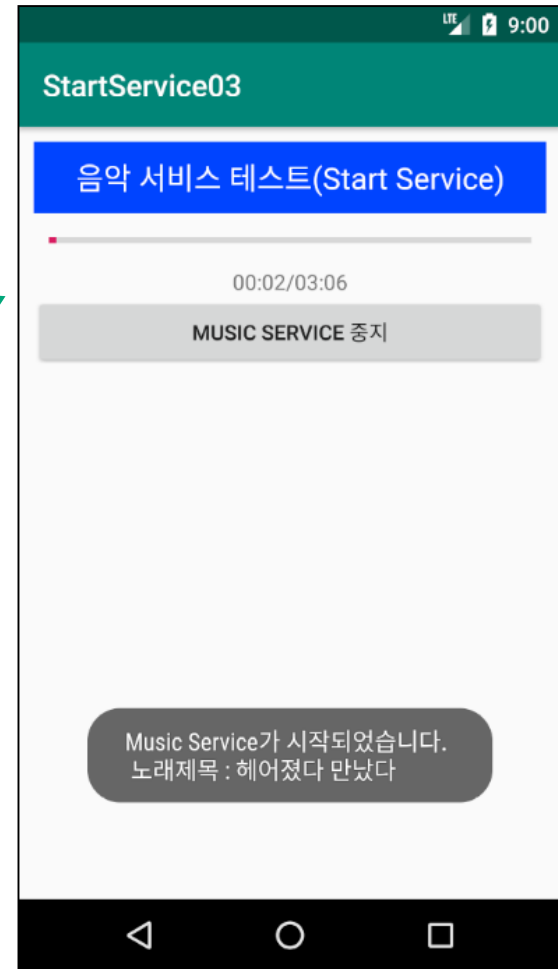 LTE 9:00
StartService03
음악 서비스 테스트(Start Service)
00:02/03:06
MUSIC SERVICE 중지
Music Service가 시작되었습니다.
노래제목 : 헤어졌다 만났다